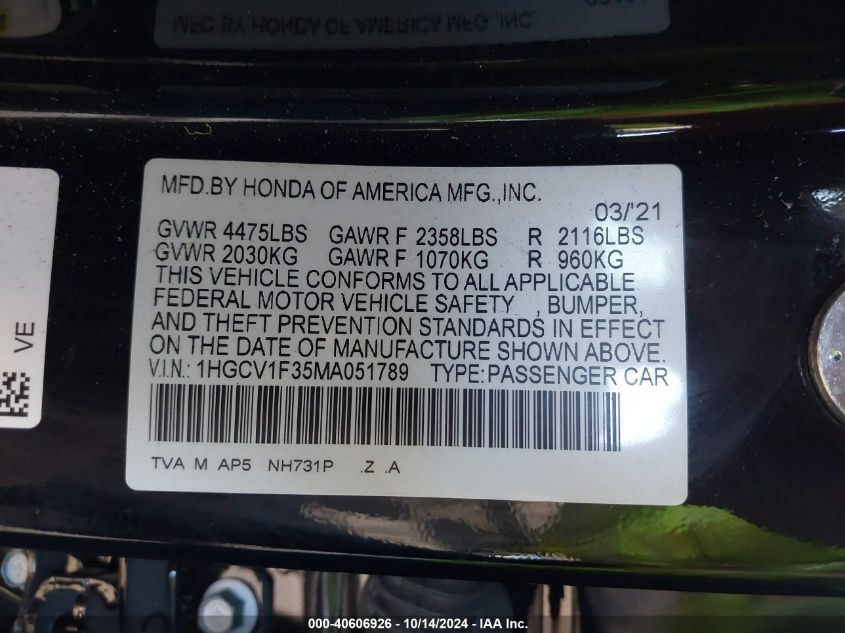 MFD.BY HONDA OF AMERICA MFG.,INC.
03/'21
GVWR 4475LBS GAWR F 2358LBS R 2116LBS
GVWR 2030KG GAWR F 1070KG R 960KG
THIS VEHICLE CONFORMS TO ALL APPLICABLE
FEDERAL MOTOR VEHICLE SAFETY , BUMPER,
AND THEFT PREVENTION STANDARDS IN EFFECT
ON THE DATE OF MANUFACTURE SHOWN ABOVE.
V.I.N.: 1HGCV1F35MA051789 TYPE:PASSENGER CAR
TVA M AP5 NH731P .Z .A
VE
000-40606926 - 10/14/2024 - IAA Inc.